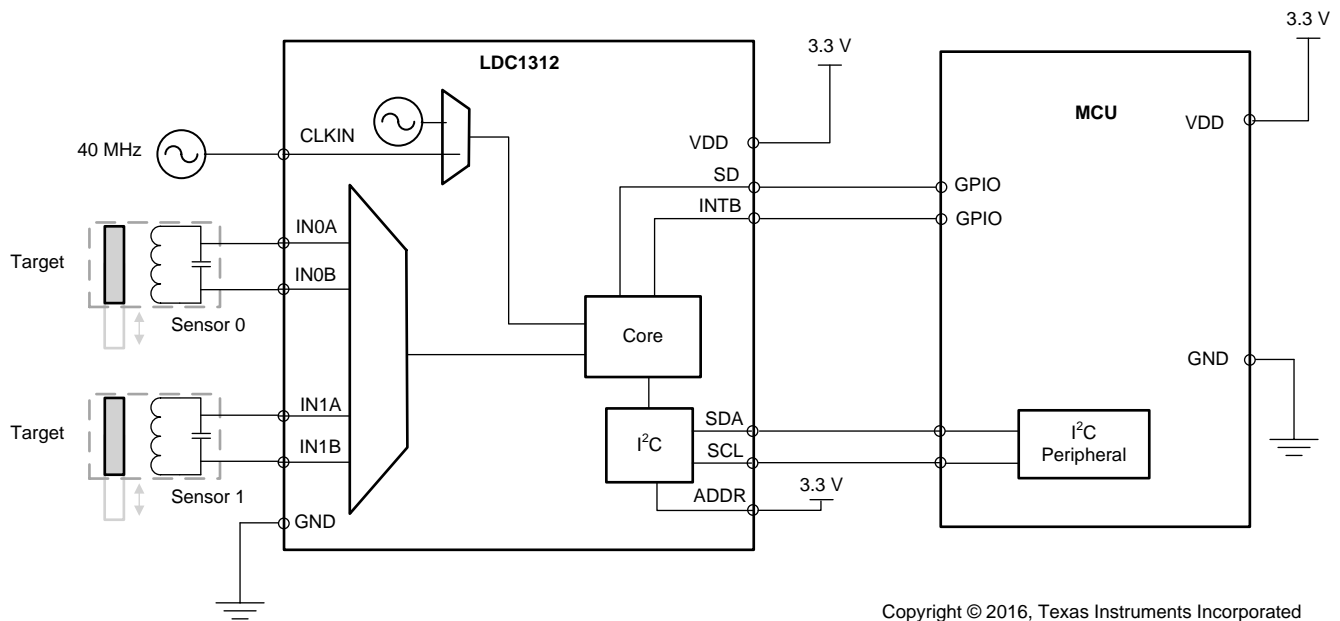 3.3 V
3.3 V
LDC1312
MCU
40 MHz
CLKIN
VDD
VDD
SD
GPIO
INTB
GPIO
IN0A
Target
IN0B
Sensor 0
Core
GND
IN1A
Target
IN1B
Sensor 1
I²C
SDA
SCL
I²C
Peripheral
ADDR
3.3 V
GND
Copyright © 2016, Texas Instruments Incorporated